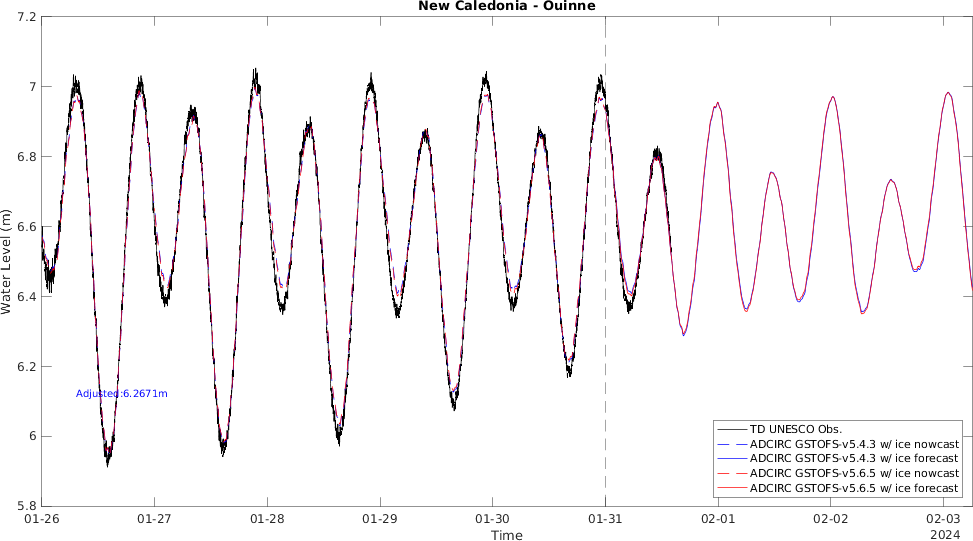 New Caledonia - Ouinne
7.2
7
6.8
6.6
6.4
6.2
6
5.8
Water Level (m)
Adjusted:6.2671m
TD UNESCO Obs.
ADCIRC GSTOFS-v5.4.3 w/ ice nowcast
ADCIRC GSTOFS-v5.4.3 w/ ice forecast
ADCIRC GSTOFS-v5.6.5 w/ ice nowcast
ADCIRC GSTOFS-v5.6.5 w/ ice forecast
01-26 01-27 01-28 01-29 01-30 01-31 02-01 02-02 02-03
Time
2024